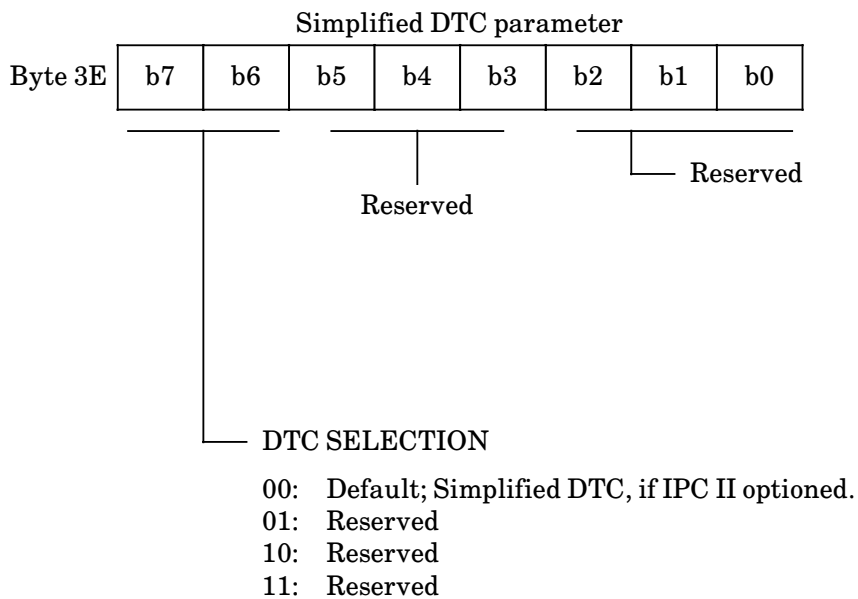 Simplified DTC parameter
Byte 3E b7 b6 b5 b4 b3 b2 b1 b0
Reserved
Reserved
DTC SELECTION
00: Default; Simplified DTC, if IPC II optioned.
01: Reserved
10: Reserved
11: Reserved